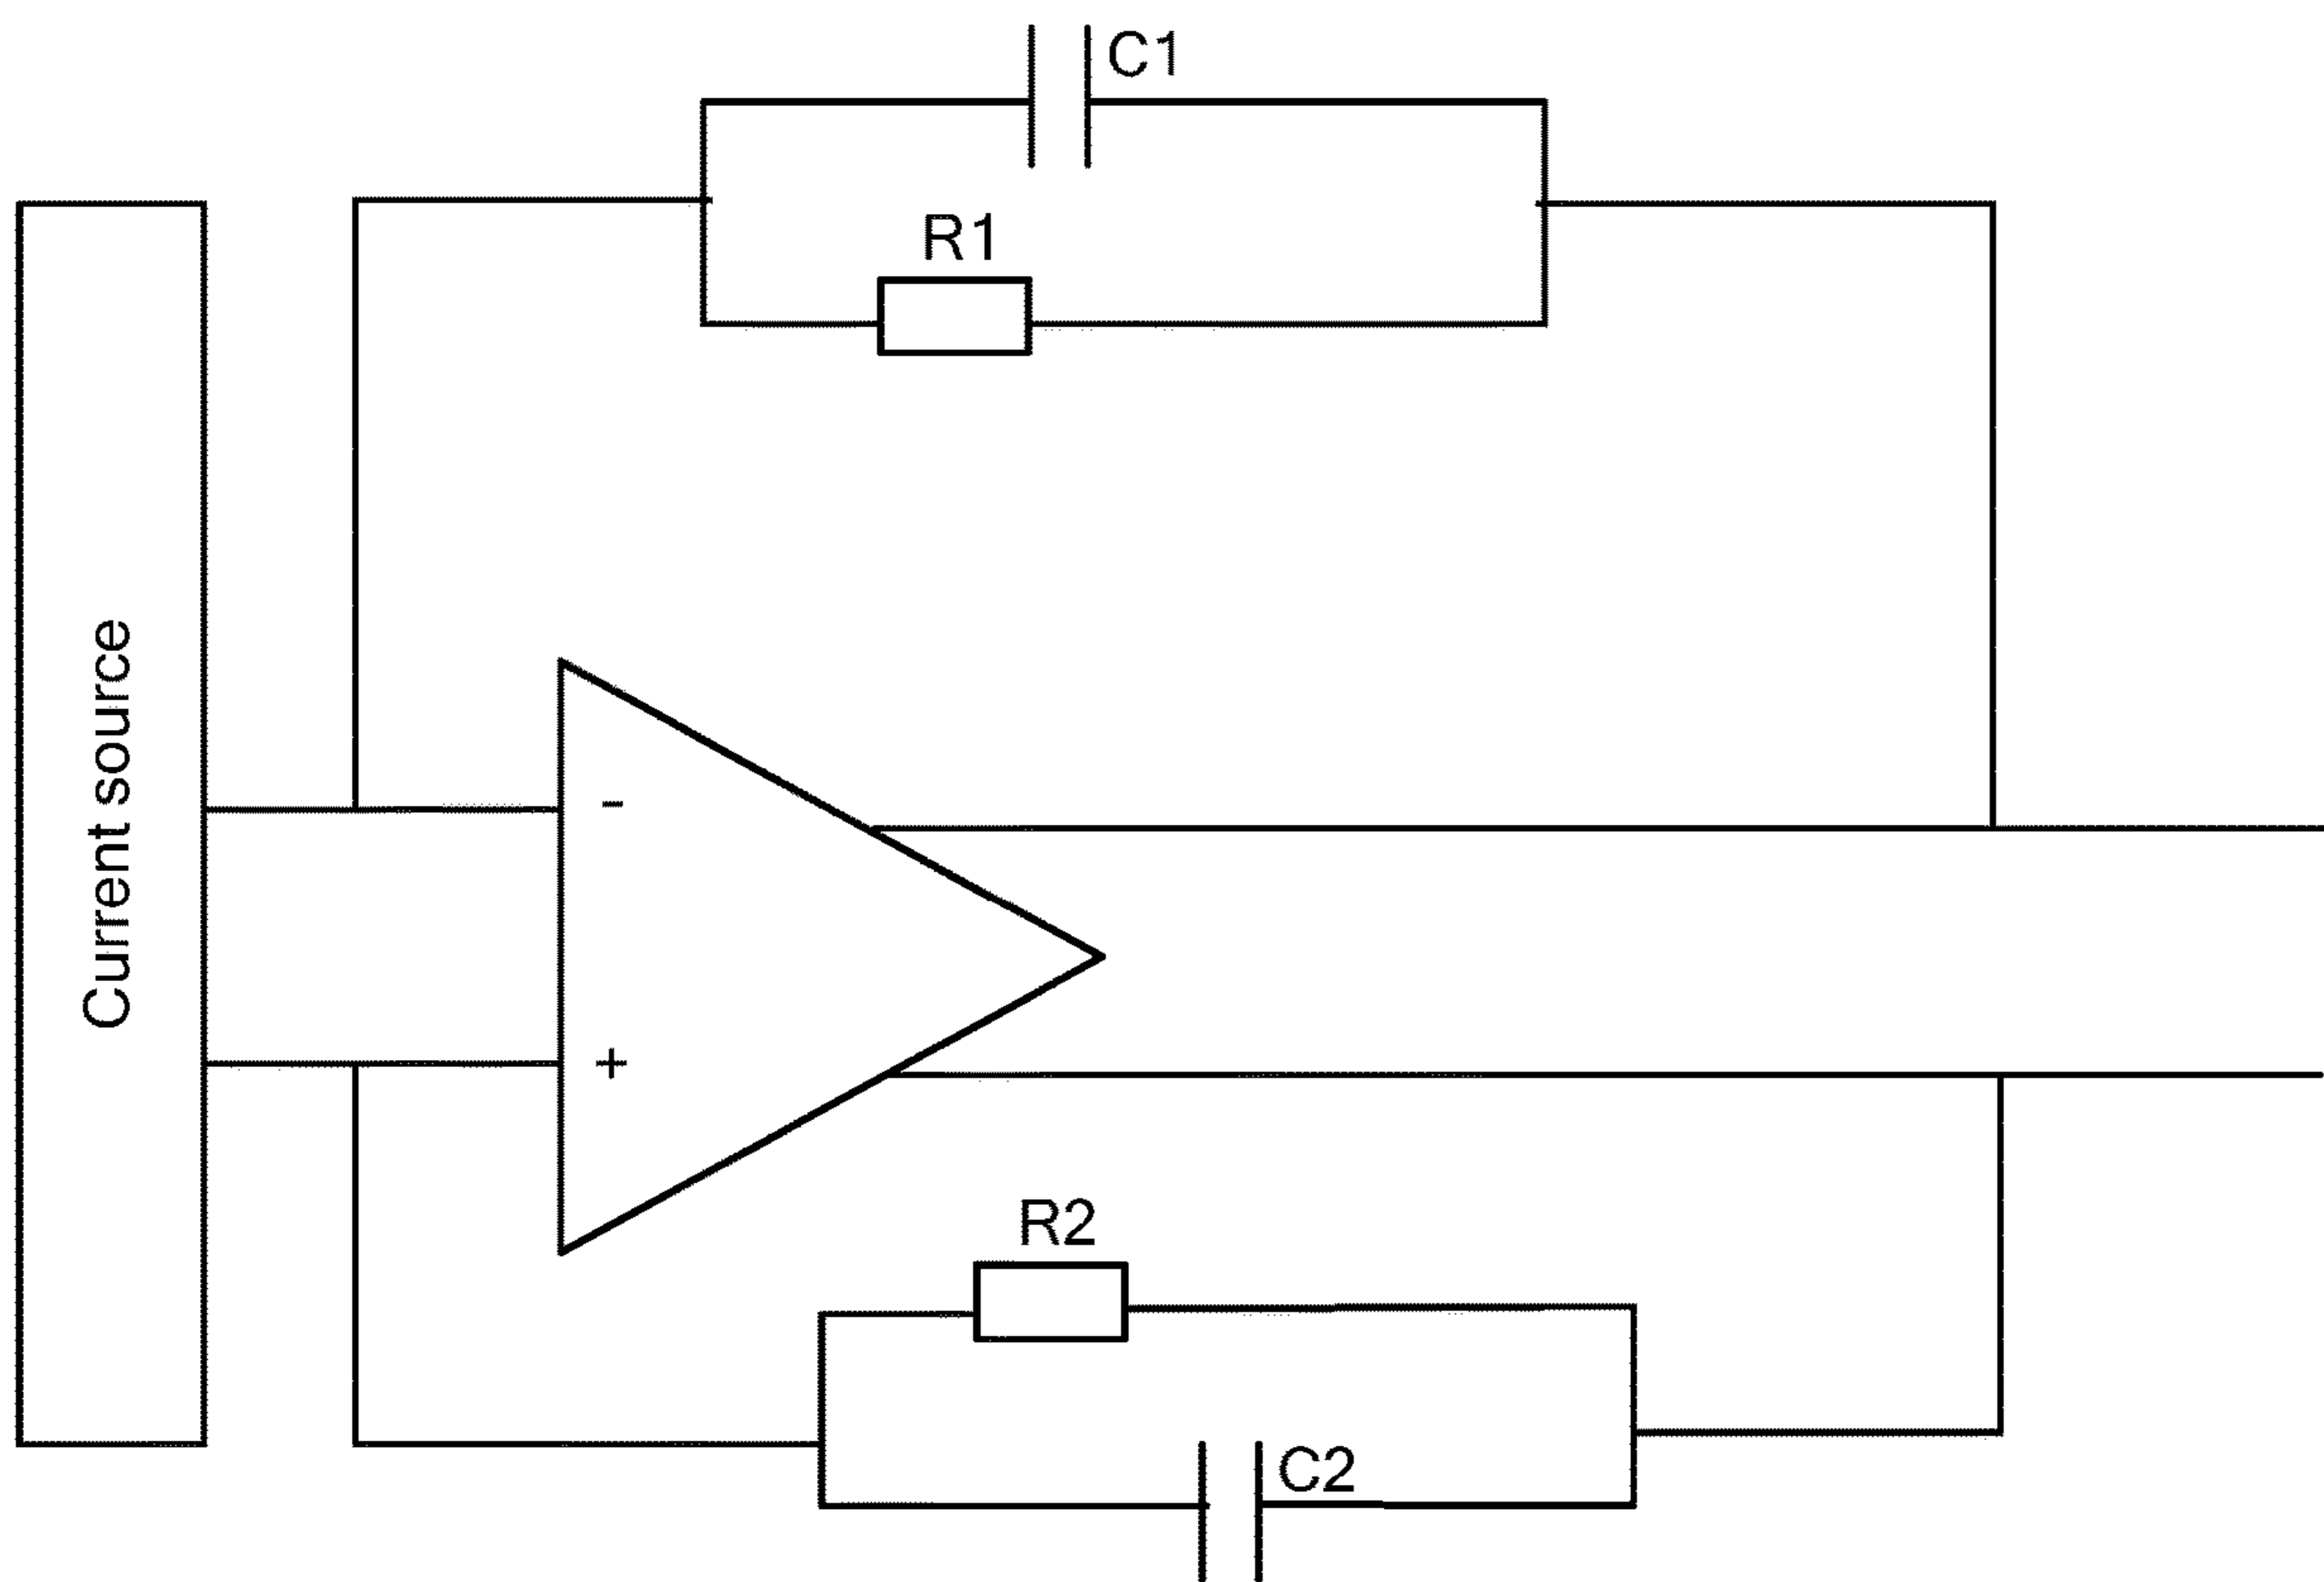 C1
R1
Current source
-
+
R2
C2